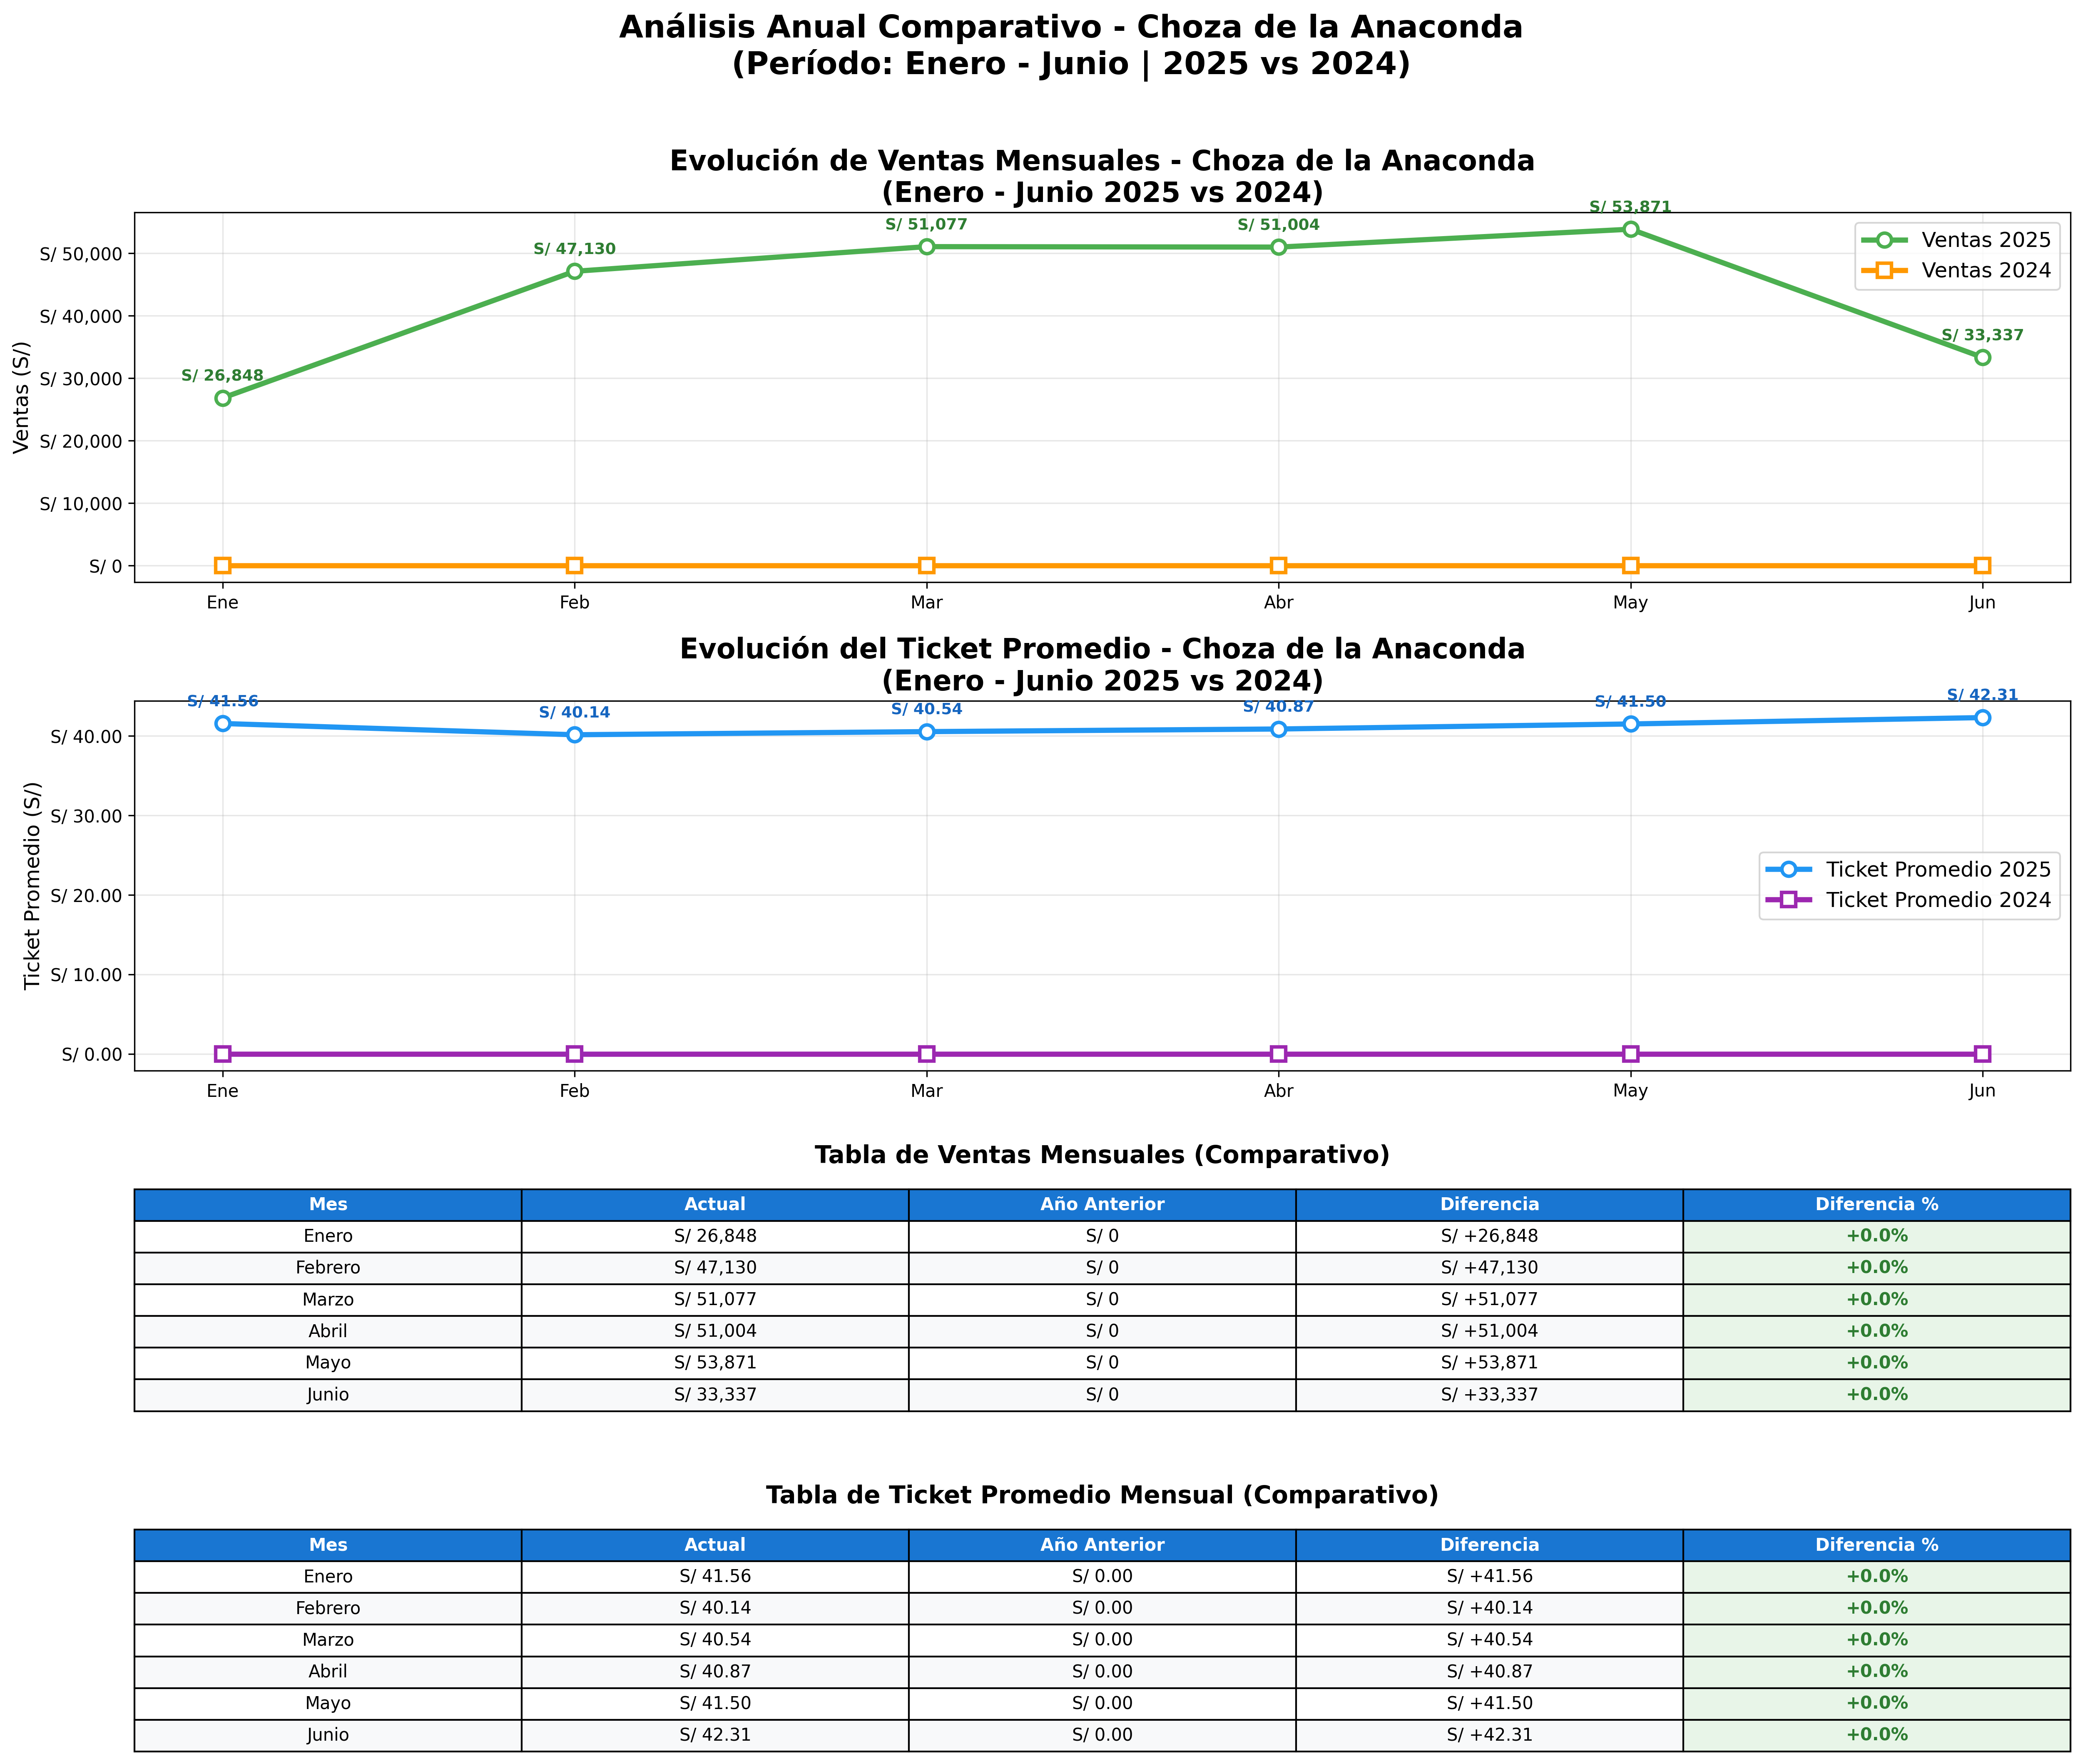 Análisis Anual Comparativo - Choza de la Anaconda
(Período: Enero - Junio | 2025 vs 2024)
Evolución de Ventas Mensuales - Choza de la Anaconda
(Enero - Junio 2025 vs 2024)
Ventas (S/)
S/ 50,000
S/ 40,000
S/ 30,000
S/ 20,000
S/ 10,000
S/ 0
S/ 26,848
S/ 47,130
S/ 51,077
S/ 51,004
S/ 53,871
S/ 33,337
Ventas 2025
Ventas 2024
Ene Feb Mar Abr May Jun
Evolución del Ticket Promedio - Choza de la Anaconda
(Enero - Junio 2025 vs 2024)
Ticket Promedio (S/)
S/ 40.00
S/ 30.00
S/ 20.00
S/ 10.00
S/ 0.00
S/ 41.56
S/ 40.14
S/ 40.54
S/ 40.87
S/ 41.50
S/ 42.31
Ticket Promedio 2025
Ticket Promedio 2024
Ene Feb Mar Abr May Jun
Tabla de Ventas Mensuales (Comparativo)
Mes Actual Año Anterior Diferencia Diferencia %
Enero S/ 26,848 S/ 0 S/ +26,848 +0.0%
Febrero S/ 47,130 S/ 0 S/ +47,130 +0.0%
Marzo S/ 51,077 S/ 0 S/ +51,077 +0.0%
Abril S/ 51,004 S/ 0 S/ +51,004 +0.0%
Mayo S/ 53,871 S/ 0 S/ +53,871 +0.0%
Junio S/ 33,337 S/ 0 S/ +33,337 +0.0%
Tabla de Ticket Promedio Mensual (Comparativo)
Mes Actual Año Anterior Diferencia Diferencia %
Enero S/ 41.56 S/ 0.00 S/ +41.56 +0.0%
Febrero S/ 40.14 S/ 0.00 S/ +40.14 +0.0%
Marzo S/ 40.54 S/ 0.00 S/ +40.54 +0.0%
Abril S/ 40.87 S/ 0.00 S/ +40.87 +0.0%
Mayo S/ 41.50 S/ 0.00 S/ +41.50 +0.0%
Junio S/ 42.31 S/ 0.00 S/ +42.31 +0.0%